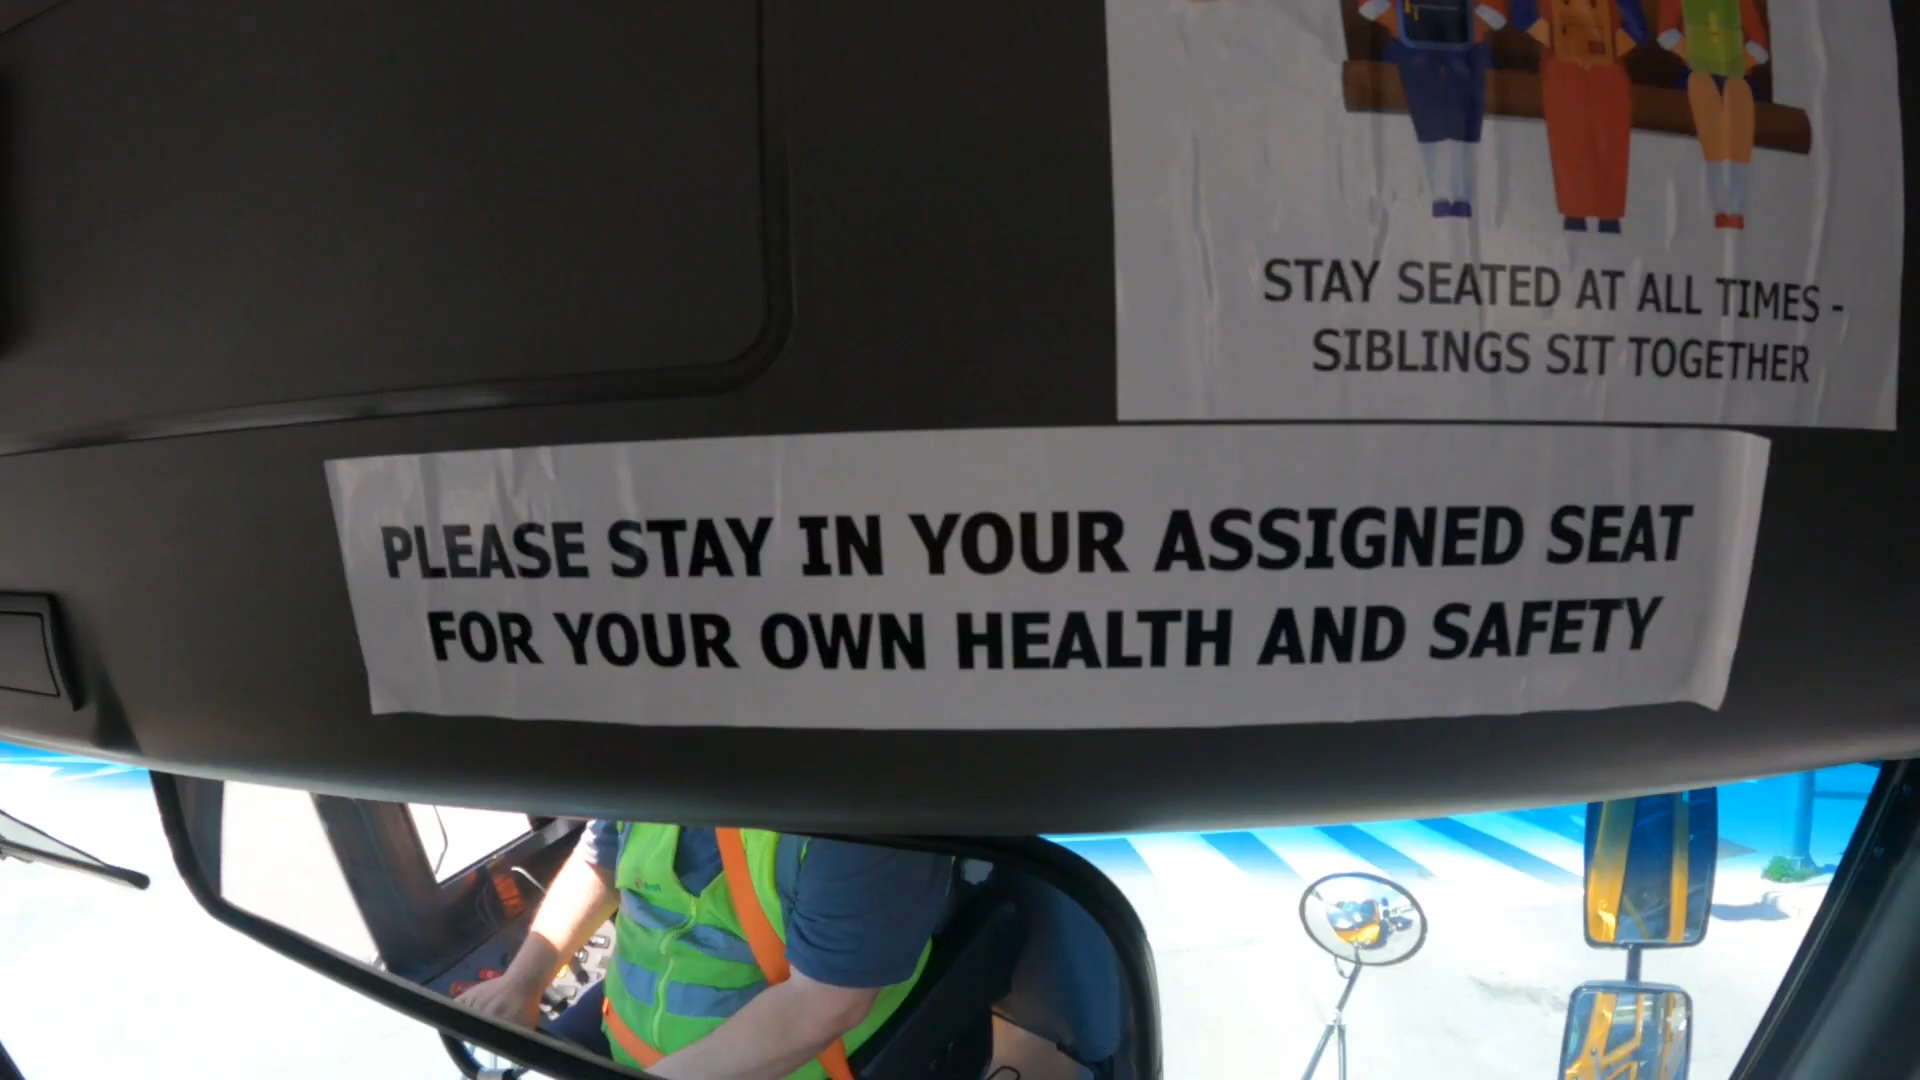 STAY SEATED AT ALL TIMES -
SIBLINGS SIT TOGETHER
PLEASE STAY IN YOUR ASSIGNED SEAT
FOR YOUR OWN HEALTH AND SAFETY